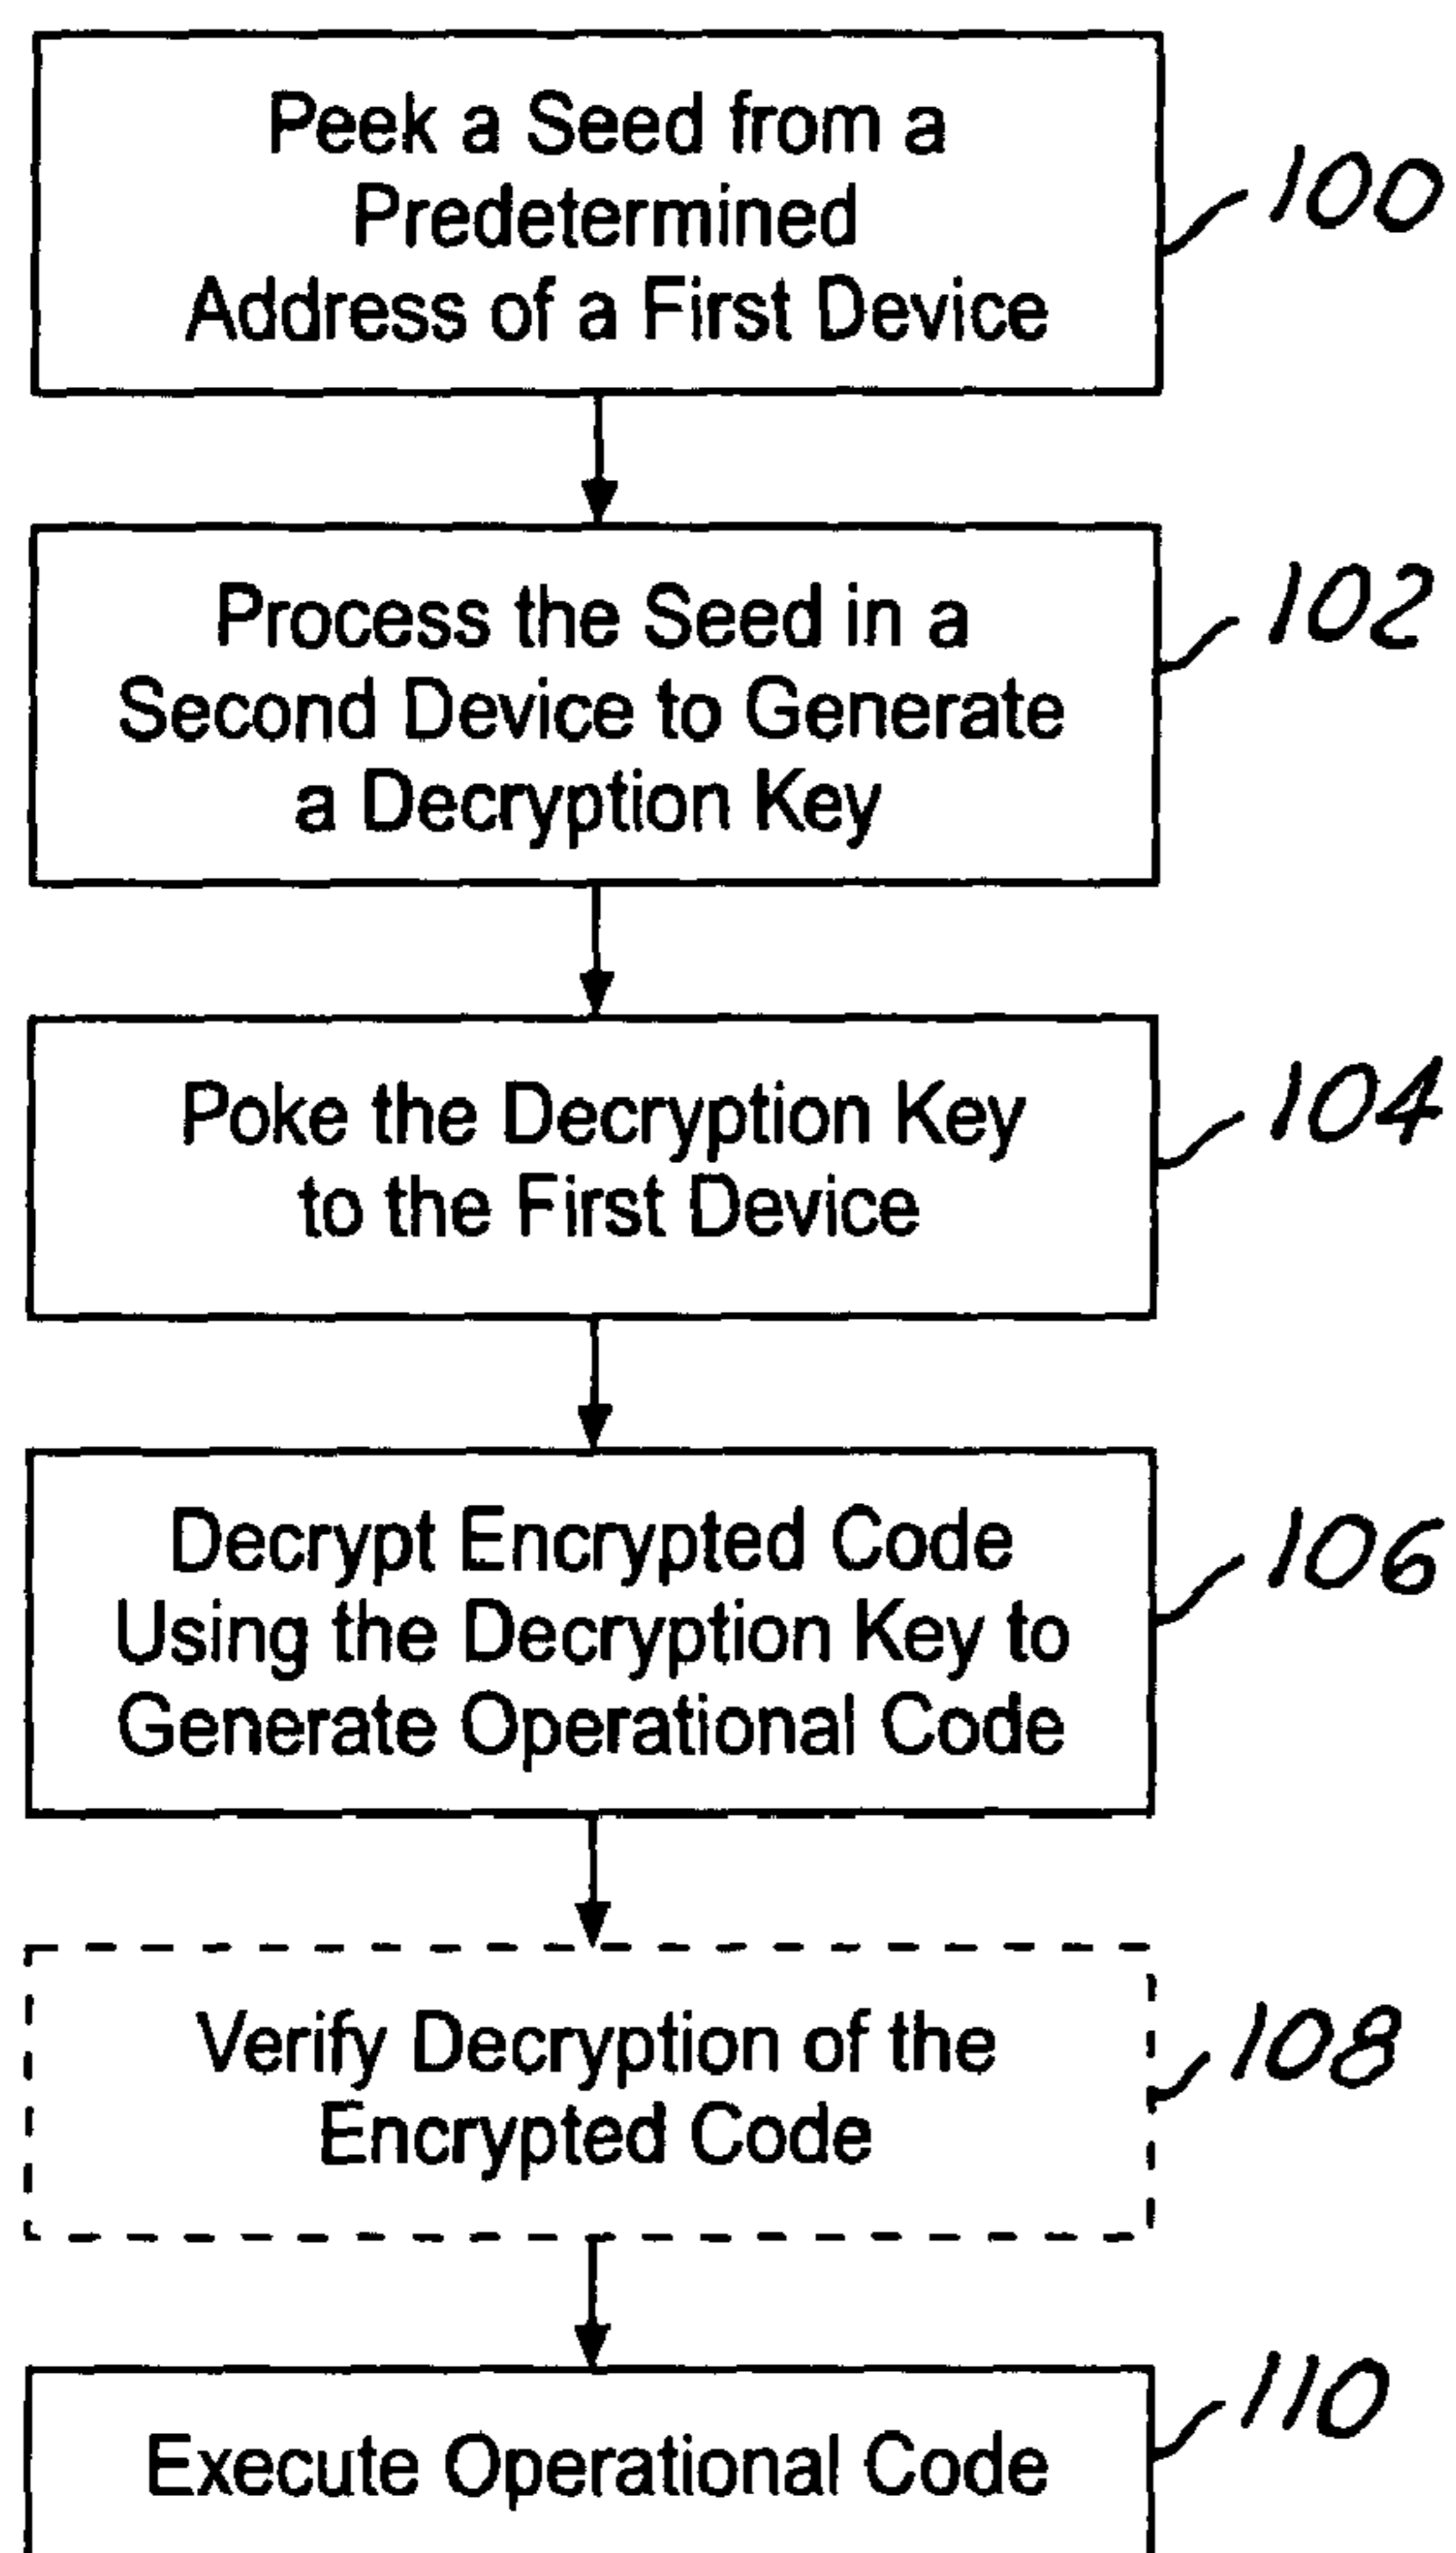 Peek a Seed from a
Predetermined
Address of a First Device
100
Process the Seed in a
Second Device to Generate
a Decryption Key
102
Poke the Decryption Key
to the First Device
104
Decrypt Encrypted Code
Using the Decryption Key to
Generate Operational Code
106
Verify Decryption of the
Encrypted Code
108
Execute Operational Code
110